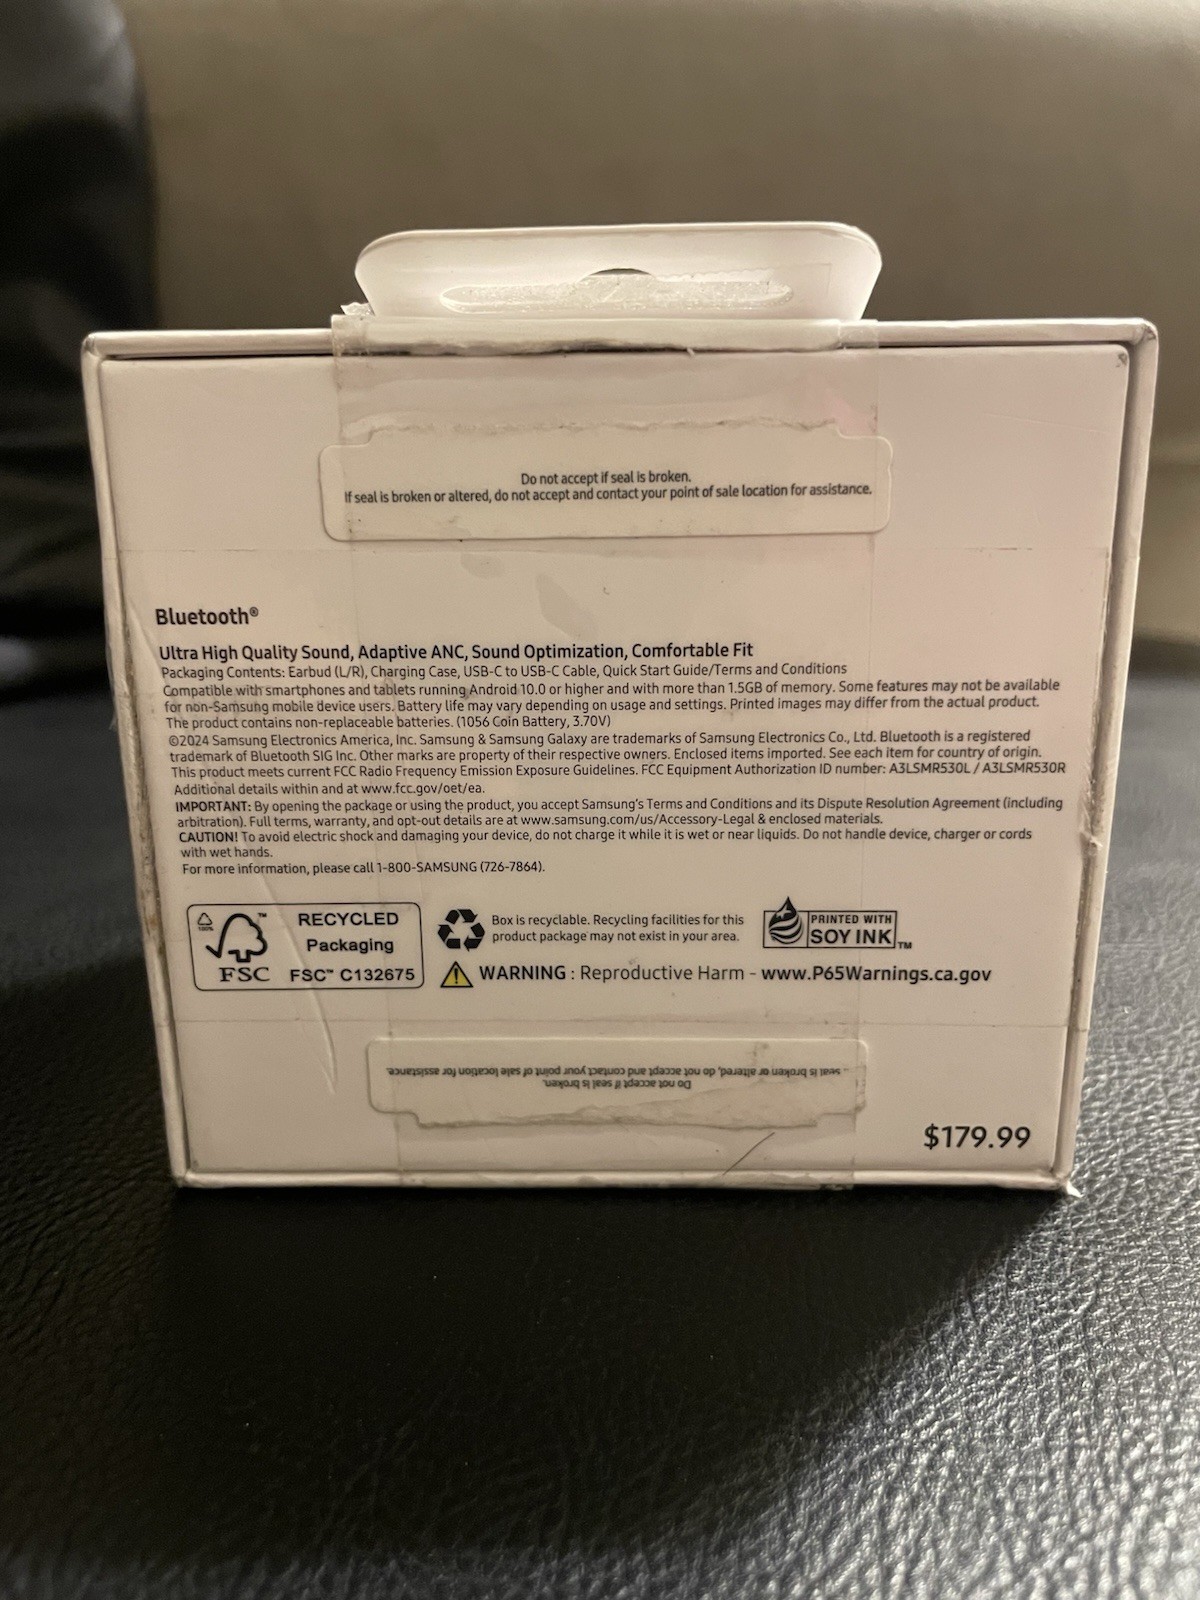 Do not accept if seal is broken.
If seal is broken or altered, do not accept and contact your point of sale location for assistance.
Bluetooth®
Ultra High Quality Sound, Adaptive ANC, Sound Optimization, Comfortable Fit
Packaging Contents: Earbud (L/R), Charging Case, USB-C to USB-C Cable, Quick Start Guide/Terms and Conditions
Compatible with smartphones and tablets running Android 10.0 or higher and with more than 1.5GB of memory. Some features may not be available
for non-Samsung mobile device users. Battery life may vary depending on usage and settings. Printed images may differ from the actual product.
The product contains non-replaceable batteries. (1056 Coin Battery, 3.70V)
©2024 Samsung Electronics America, Inc. Samsung & Samsung Galaxy are trademarks of Samsung Electronics Co., Ltd. Bluetooth is a registered
trademark of Bluetooth SIG Inc. Other marks are property of their respective owners. Enclosed items imported. See each item for country of origin.
This product meets current FCC Radio Frequency Emission Exposure Guidelines. FCC Equipment Authorization ID number: A3LSMR530L / A3LSMR530R
Additional details within and at www.fcc.gov/oet/ea.
IMPORTANT: By opening the package or using the product, you accept Samsung's Terms and Conditions and its Dispute Resolution Agreement (including
arbitration). Full terms, warranty, and opt-out details are at www.samsung.com/us/Accessory-Legal & enclosed materials.
CAUTION! To avoid electric shock and damaging your device, do not charge it while it is wet or near liquids. Do not handle device, charger or cords
with wet hands.
For more information, please call 1-800-SAMSUNG (726-7864).
100%
™
FSC
RECYCLED
Packaging
FSC™ C132675
Box is recyclable. Recycling facilities for this
product package may not exist in your area.
PRINTED WITH
SOY INK™
WARNING : Reproductive Harm - www.P65Warnings.ca.gov
Do not accept if seal is broken.
seal is broken or altered, do not accept and contact your point of sale location for assistance.
$179.99